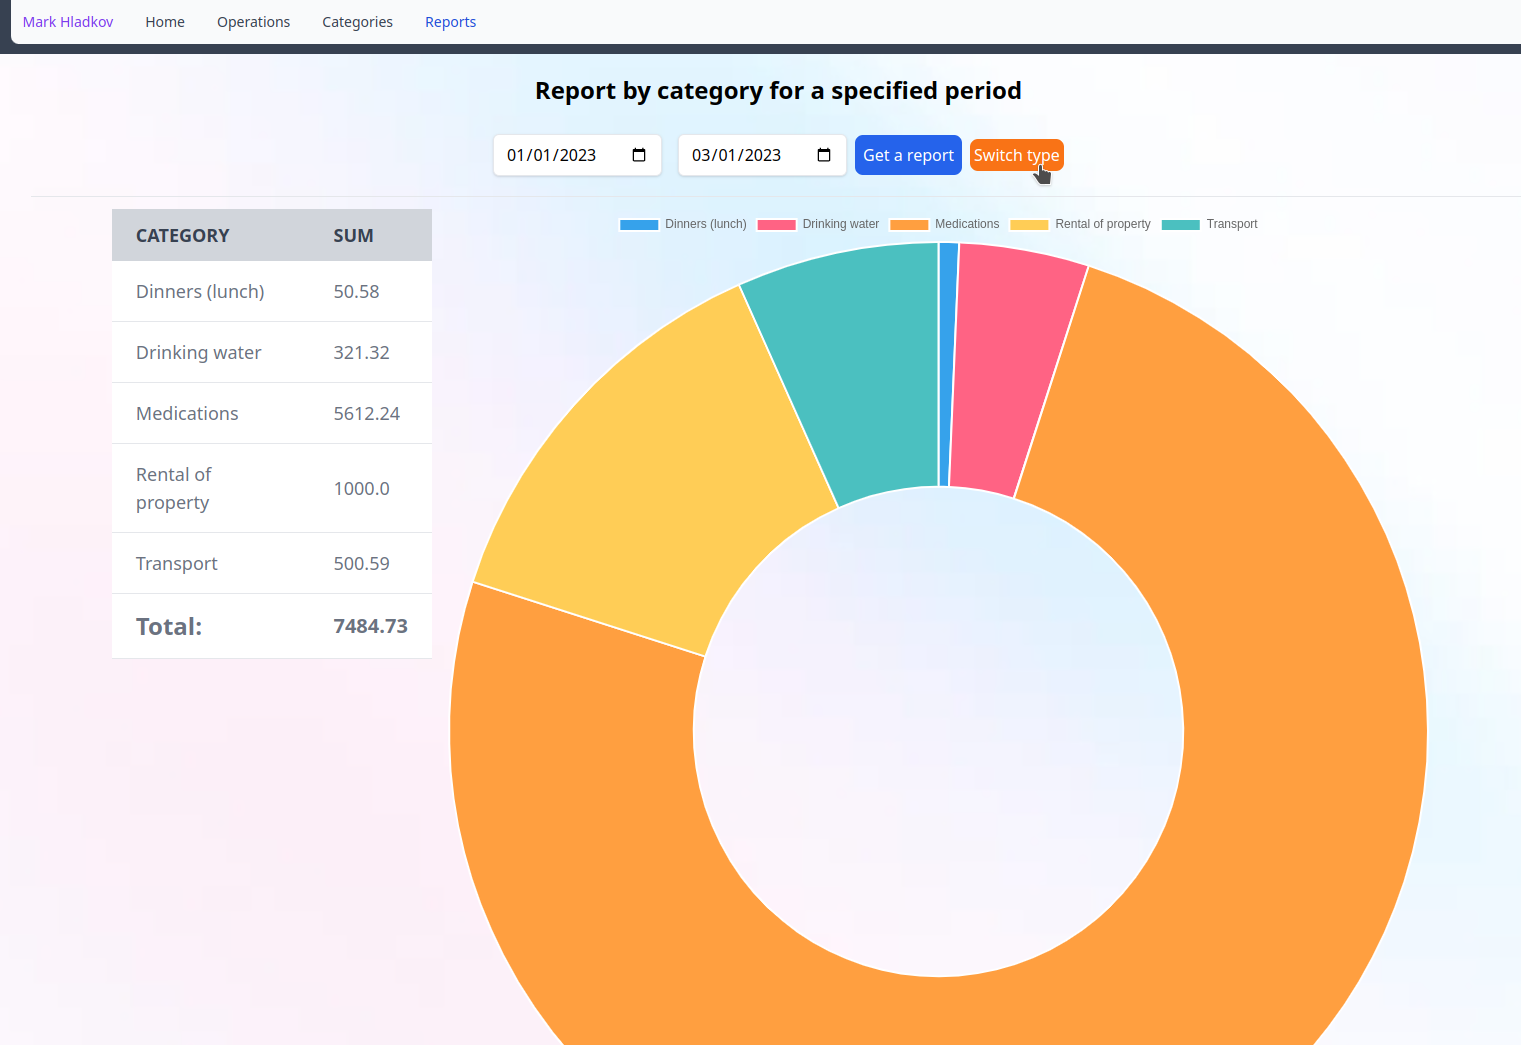 Mark Hladkov Home Operations Categories Reports
Report by category for a specified period
01/01/2023 03/01/2023 Get a report Switch type
Dinners (lunch) Drinking water Medications Rental of property Transport
CATEGORY SUM
Dinners (lunch) 50.58
Drinking water 321.32
Medications 5612.24
Rental of
property 1000.0
Transport 500.59
Total: 7484.73